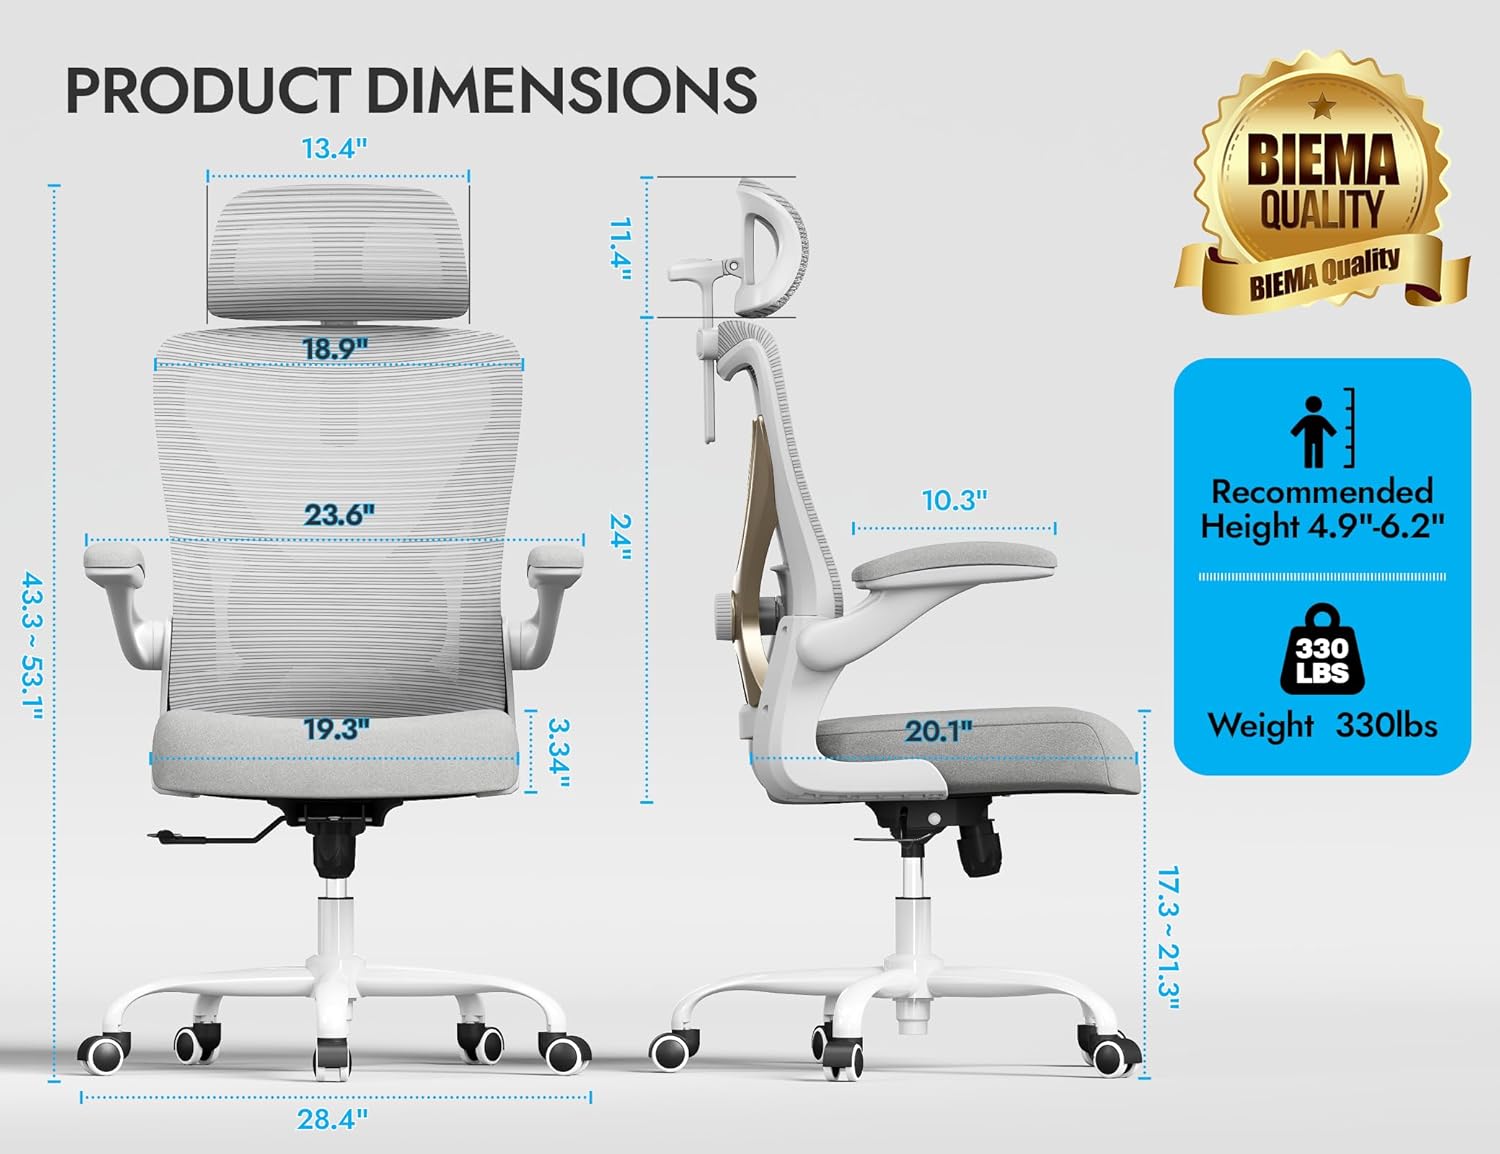 PRODUCT DIMENSIONS
BIEMA
QUALITY
BIEMA Quality
13.4"
18.9"
23.6"
43.3 ~ 53.1"
19.3"
3.34"
28.4"
11.4"
24"
10.3"
20.1"
17.3 ~ 21.3"
Recommended
Height 4.9"-6.2"
330
LBS
Weight 330lbs